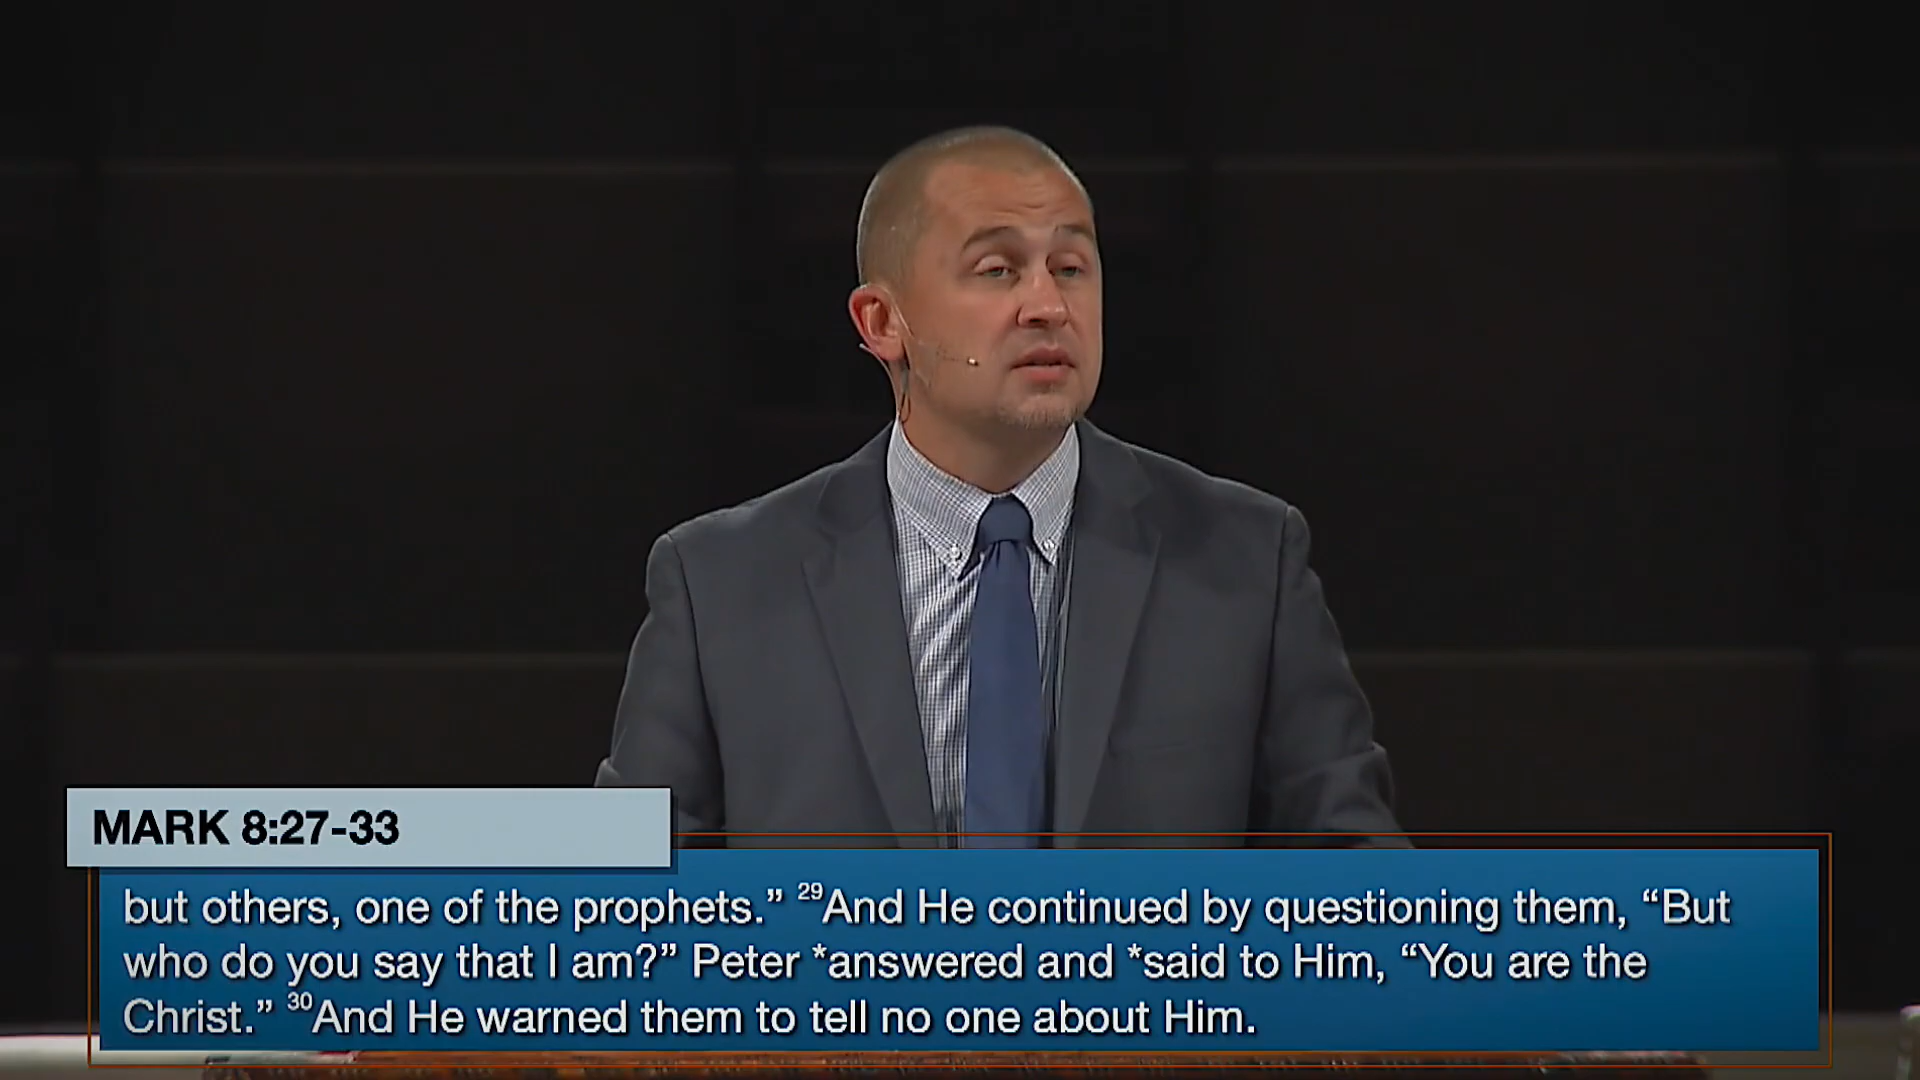 MARK 8:27-33
but others, one of the prophets.” ²⁹And He continued by questioning them, “But
who do you say that I am?” Peter *answered and *said to Him, “You are the
Christ.” ³⁰And He warned them to tell no one about Him.